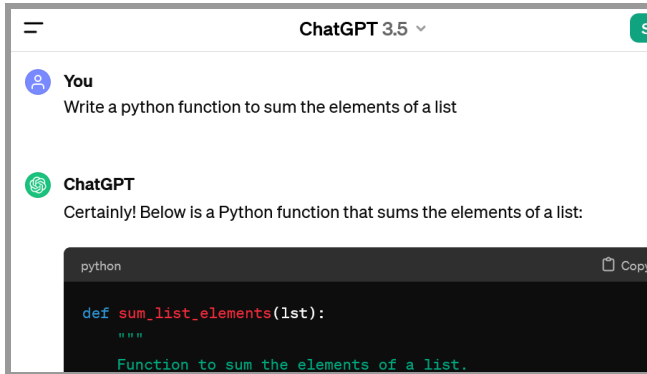 ChatGPT 3.5
S
You
Write a python function to sum the elements of a list
ChatGPT
Certainly! Below is a Python function that sums the elements of a list:
python Copy
def sum_list_elements(lst):
"""
Function to sum the elements of a list.